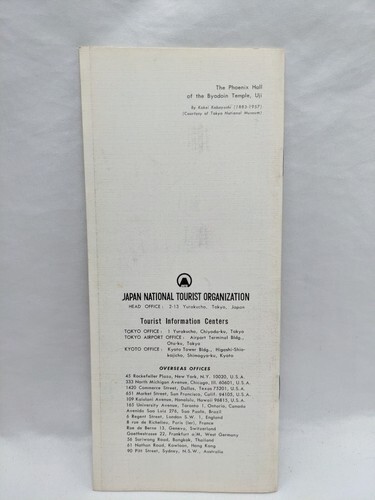 The Phoenix Hall
of the Byodoin Temple, Uji
By Kokei Kobayashi (1883-1957)
(Courtesy of Tokyo National Museum)
JAPAN NATIONAL TOURIST ORGANIZATION
HEAD OFFICE: 2-13 Yurakucho, Tokyo, Japan
Tourist Information Centers
TOKYO OFFICE: 1 Yurakucho, Chiyoda-ku, Tokyo
TOKYO AIRPORT OFFICE: Airport Terminal Bldg.,
Ota-ku, Tokyo
KYOTO OFFICE: Kyoto Tower Bldg., Higashi-Shio-
kojicho, Shimogyo-ku, Kyoto
OVERSEAS OFFICES
45 Rockefeller Plaza, New York, N.Y. 10020, U.S.A.
333 North Michigan Avenue, Chicago, Ill. 60601, U.S.A.
1420 Commerce Street, Dallas, Texas 75201, U.S.A.
651 Market Street, San Francisco, Calif. 94105, U.S.A.
109 Kaiulani Avenue, Honolulu, Hawaii 96815, U.S.A.
165 University Avenue, Toronto 1, Ontario, Canada
Avenida Sao Luiz 276, Sao Paulo, Brazil
6 Regent Street, London S.W. 1, England
8 rue de Richelieu, Paris (1er), France
Rue de Berne 13, Geneva, Switzerland
Goethestrasse 22, Frankfurt a.M. West Germany
56 Suriwong Road, Bangkok, Thailand
61 Nathan Road, Kowloon, Hong Kong
90 Pitt Street, Sydney, N.S.W., Australia